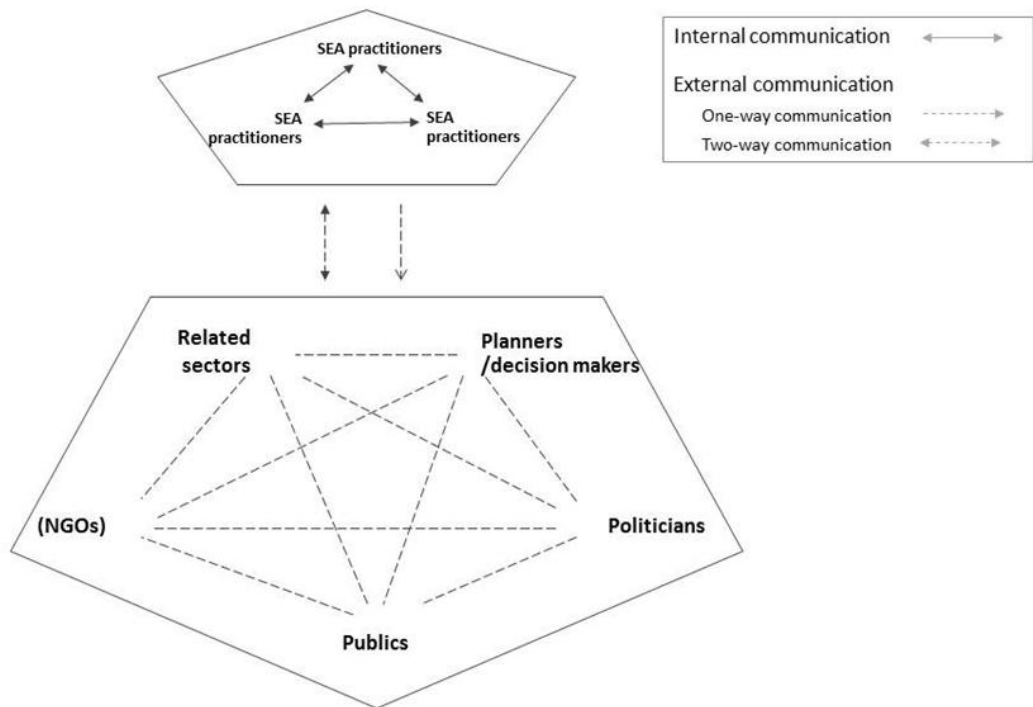 SEA practitioners
SEA
practitioners
SEA
practitioners
Internal communication
External communication
One-way communication
Two-way communication
Related
sectors
Planners
/decision makers
(NGOs)
Politicians
Publics